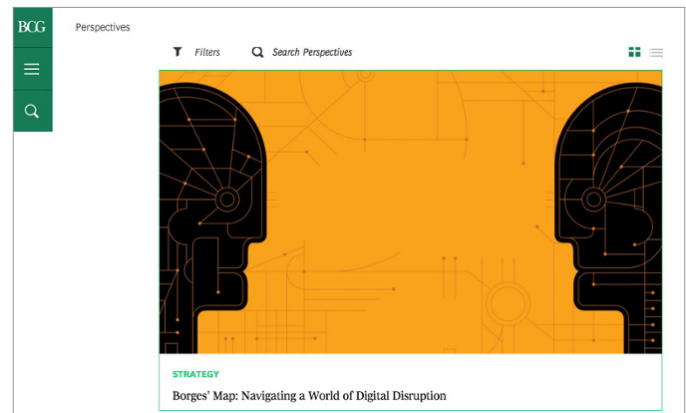 BCG
Perspectives
Filters
Search Perspectives
STRATEGY
Borges’ Map: Navigating a World of Digital Disruption